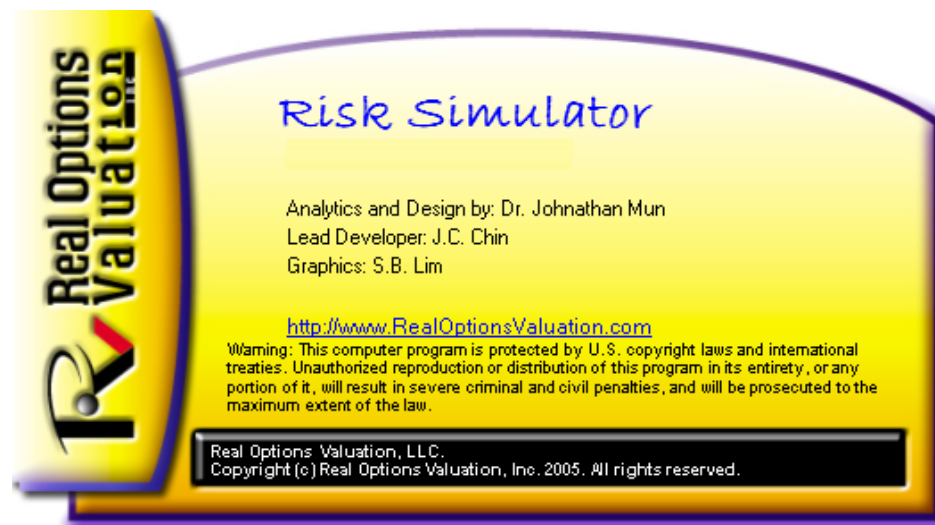 Real Options
Valuation
INC
Risk Simulator
Analytics and Design by: Dr. Johnathan Mun
Lead Developer: J.C. Chin
Graphics: S.B. Lim
http://www.RealOptionsValuation.com
Warning: This computer program is protected by U.S. copyright laws and international
treaties. Unauthorized reproduction or distribution of this program in its entirety, or any
portion of it, will result in severe criminal and civil penalties, and will be prosecuted to the
maximum extent of the law.
Real Options Valuation, LLC.
Copyright (c) Real Options Valuation, Inc. 2005. All rights reserved.